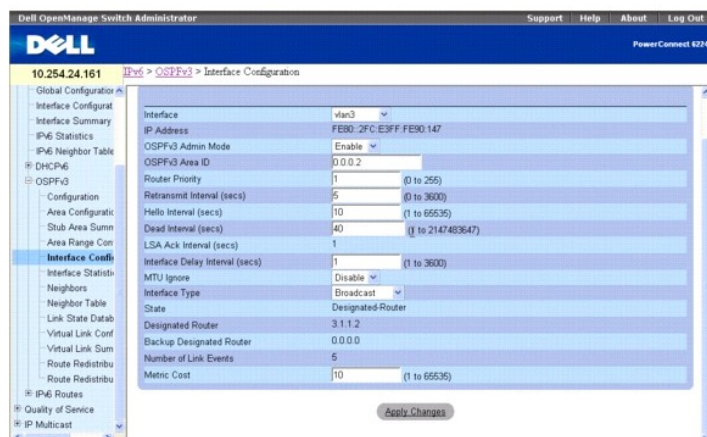 Dell OpenManage Switch Administrator
Support Help About Log Out
DELL
PowerConnect 6224
10.254.24.161
IPv6 > OSPFv3 > Interface Configuration
Global Configuration
Interface Configurat
Interface Summary
IPv6 Statistics
IPv6 Neighbor Table
DHCPv6
OSPFv3
Configuration
Area Configuratic
Stub Area Summ
Area Range Con
Interface Confi
Interface Statistic
Neighbors
Neighbor Table
Link State Datab
Virtual Link Conf
Virtual Link Sum
Route Redistribu
Route Redistribu
IPv6 Routes
Quality of Service
IP Multicast
Interface vlan3
IP Address FE80::2FC:E3FF:FE90:147
OSPFv3 Admin Mode Enable
OSPFv3 Area ID 0.0.0.2
Router Priority 1 (0 to 255)
Retransmit Interval (secs) 5 (0 to 3600)
Hello Interval (secs) 10 (1 to 65535)
Dead Interval (secs) 40 (1 to 2147483647)
LSA Ack Interval (secs) 1
Interface Delay Interval (secs) 1 (1 to 3600)
MTU Ignore Disable
Interface Type Broadcast
State Designated-Router
Designated Router 3.1.1.2
Backup Designated Router 0.0.0.0
Number of Link Events 5
Metric Cost 10 (1 to 65535)
Apply Changes